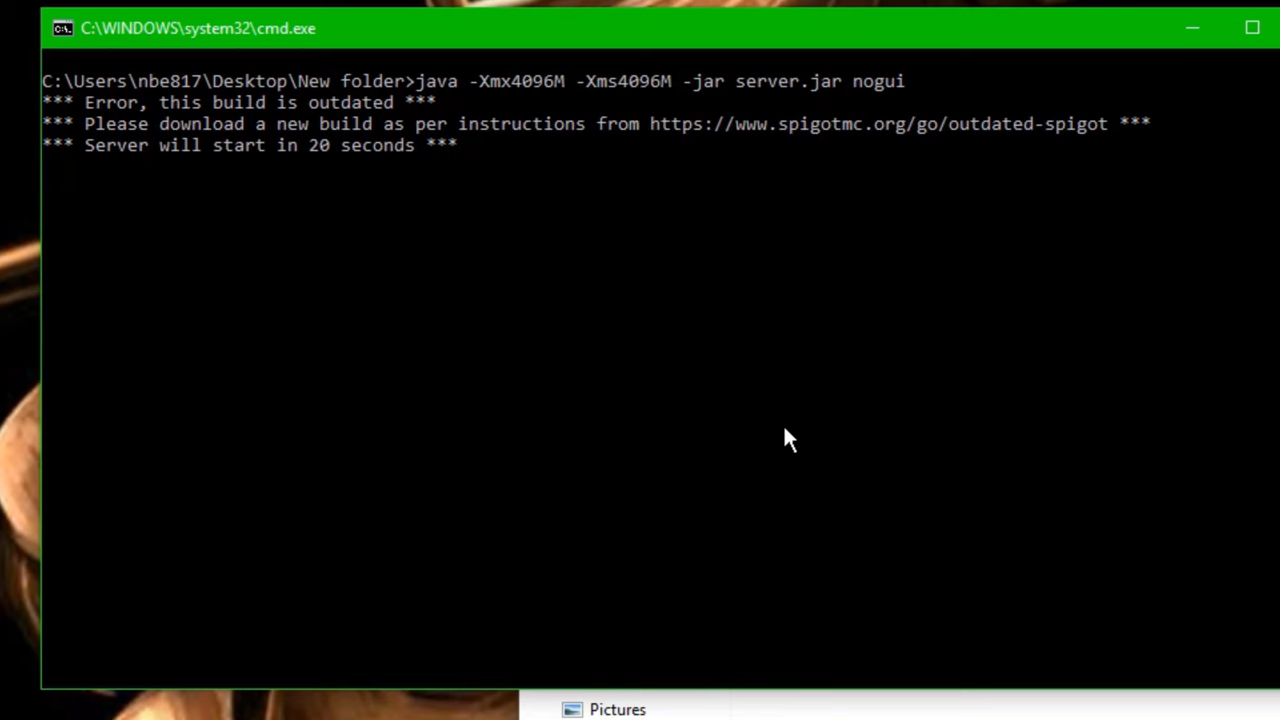 C:\WINDOWS\system32\cmd.exe
C:\Users\nbe817\Desktop\New folder>java -Xmx4096M -Xms4096M -jar server.jar nogui
*** Error, this build is outdated ***
*** Please download a new build as per instructions from https://www.spigotmc.org/go/outdated-spigot ***
*** Server will start in 20 seconds ***
Pictures